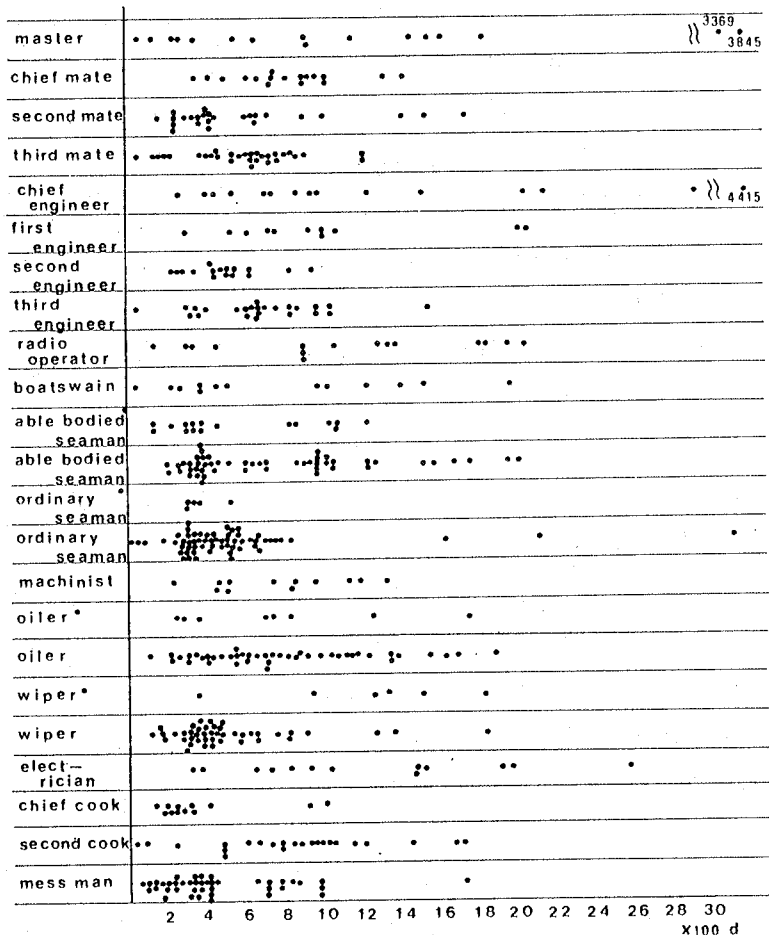 master 3369
3845
chief mate
second mate
third mate
chief
engineer 4415
first
engineer
second
engineer
third
engineer
radio
operator
boatswain
able bodied*
seaman
able bodied
seaman
ordinary*
seaman
ordinary
seaman
machinist
oiler*
oiler
wiper*
wiper
elect-
rician
chief cook
second cook
mess man
2 4 6 8 10 12 14 16 18 20 22 24 26 28 30
X100 d